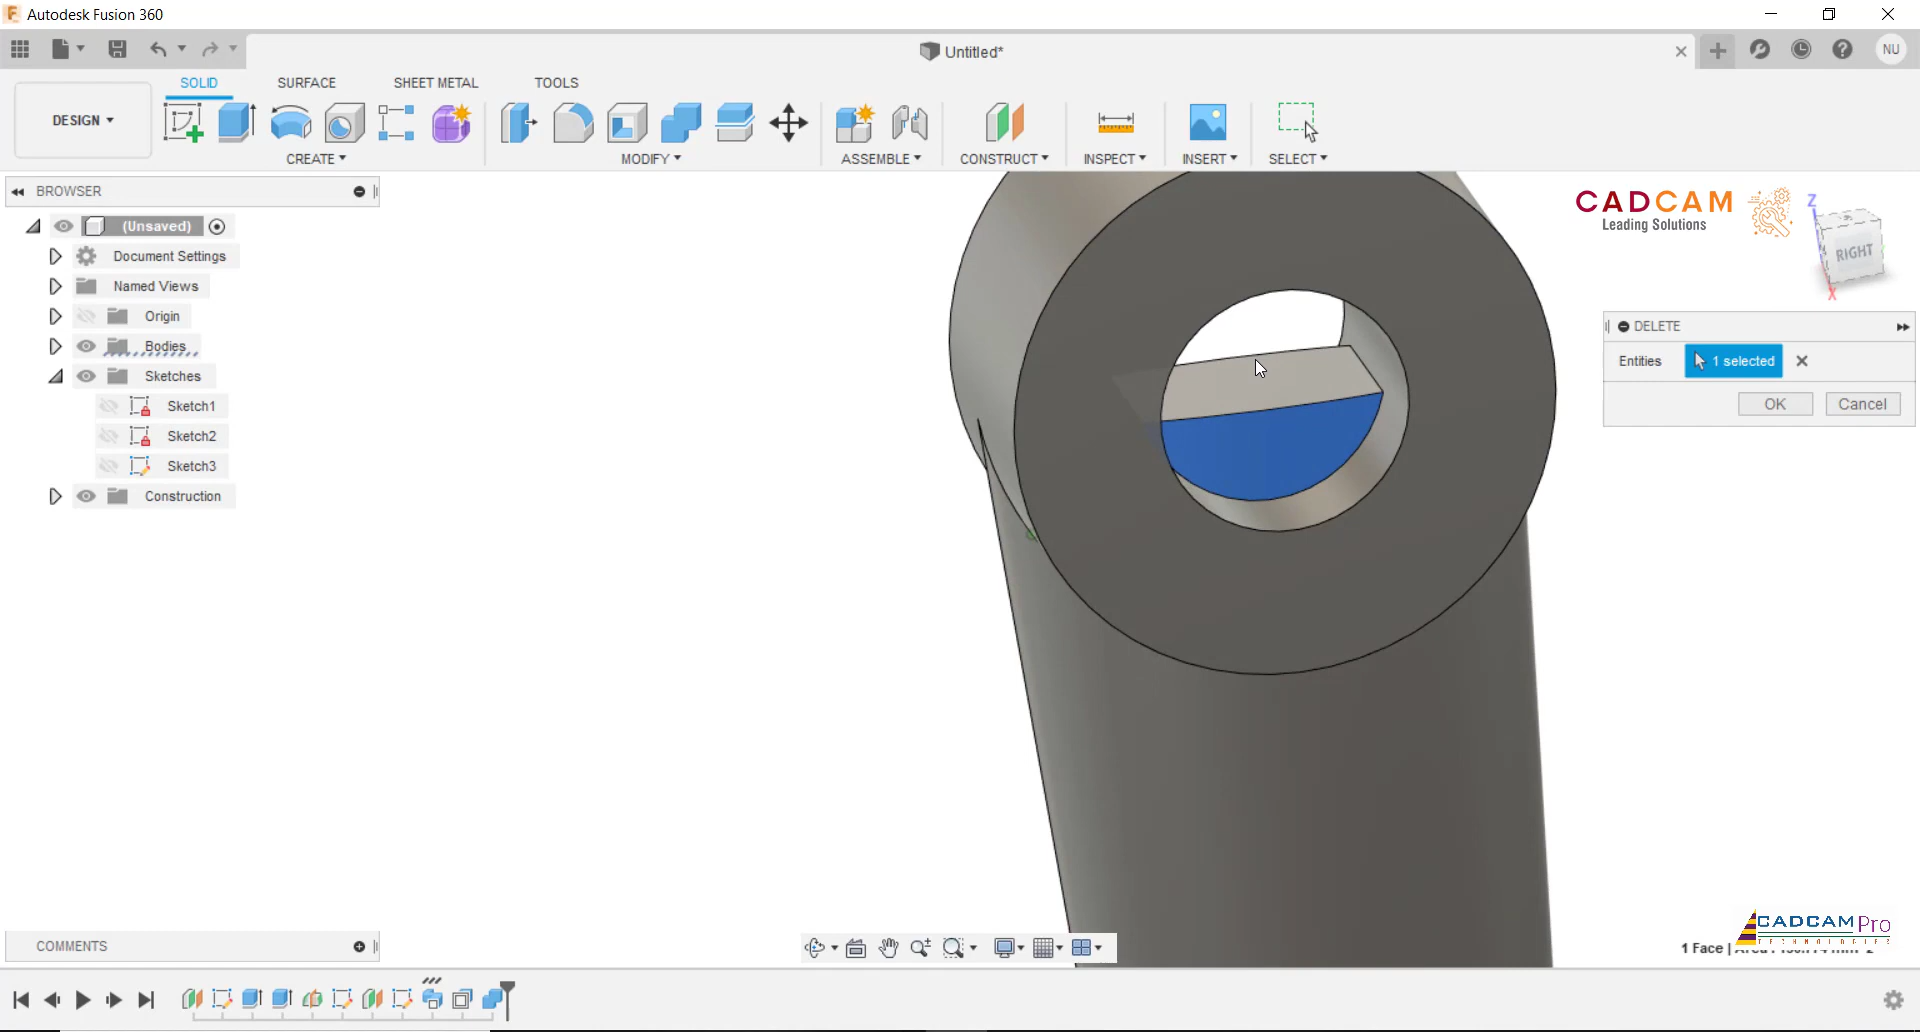 Autodesk Fusion 360
Untitled*
NU
DESIGN
SOLID
SURFACE
SHEET METAL
TOOLS
CREATE
MODIFY
ASSEMBLE
CONSTRUCT
INSPECT
INSERT
SELECT
BROWSER
(Unsaved)
Document Settings
Named Views
Origin
Bodies
Sketches
Sketch1
Sketch2
Sketch3
Construction
CADCAM
Leading Solutions
Z
RIGHT
X
DELETE
Entities
1 selected
OK
Cancel
CADCAM Pro
TECHNOLOGIES
1 Face |
COMMENTS